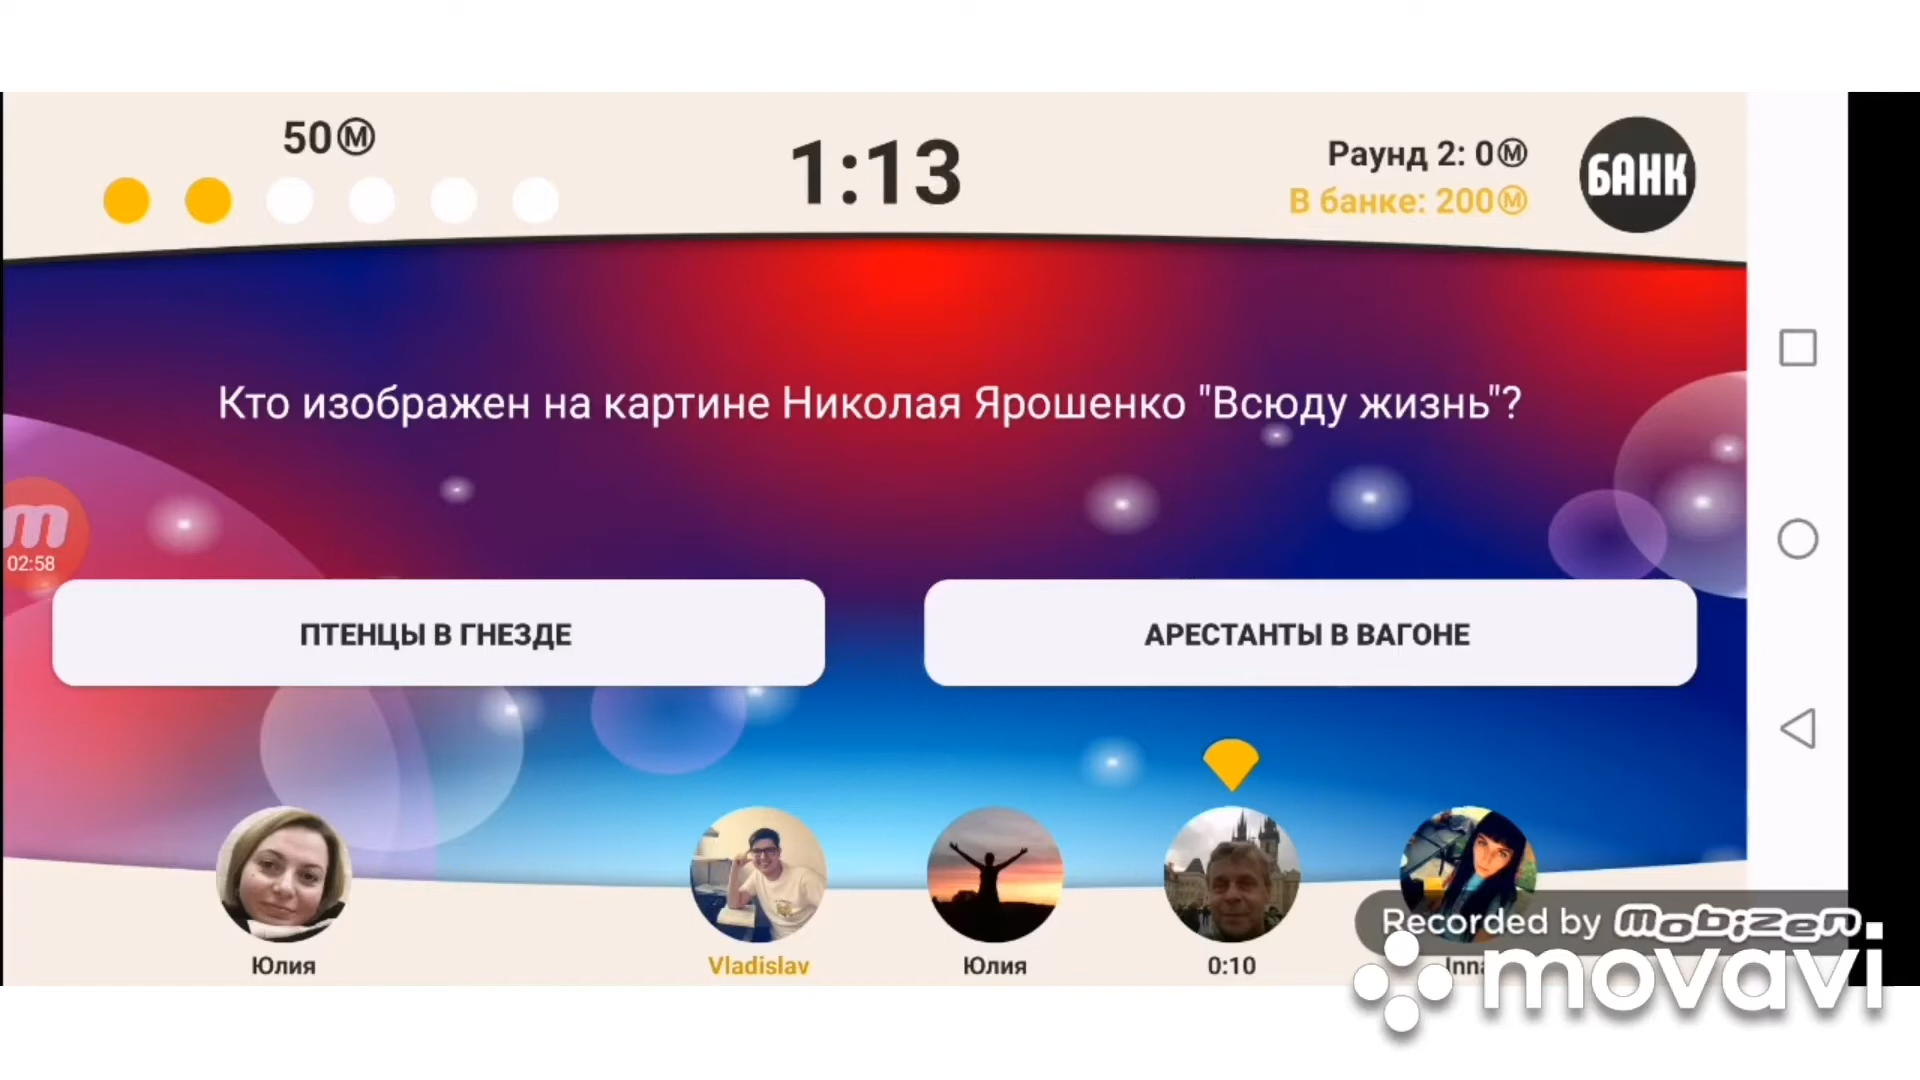 50Ⓜ
1:13
Раунд 2: 0Ⓜ
В банке: 200Ⓜ
БАНК
Кто изображен на картине Николая Ярошенко "Всюду жизнь"?
m
02:58
ПТЕНЦЫ В ГНЕЗДЕ
АРЕСТАНТЫ В ВАГОНЕ
Юлия
Vladislav
Юлия
0:10
Recorded by mobizen
movavi